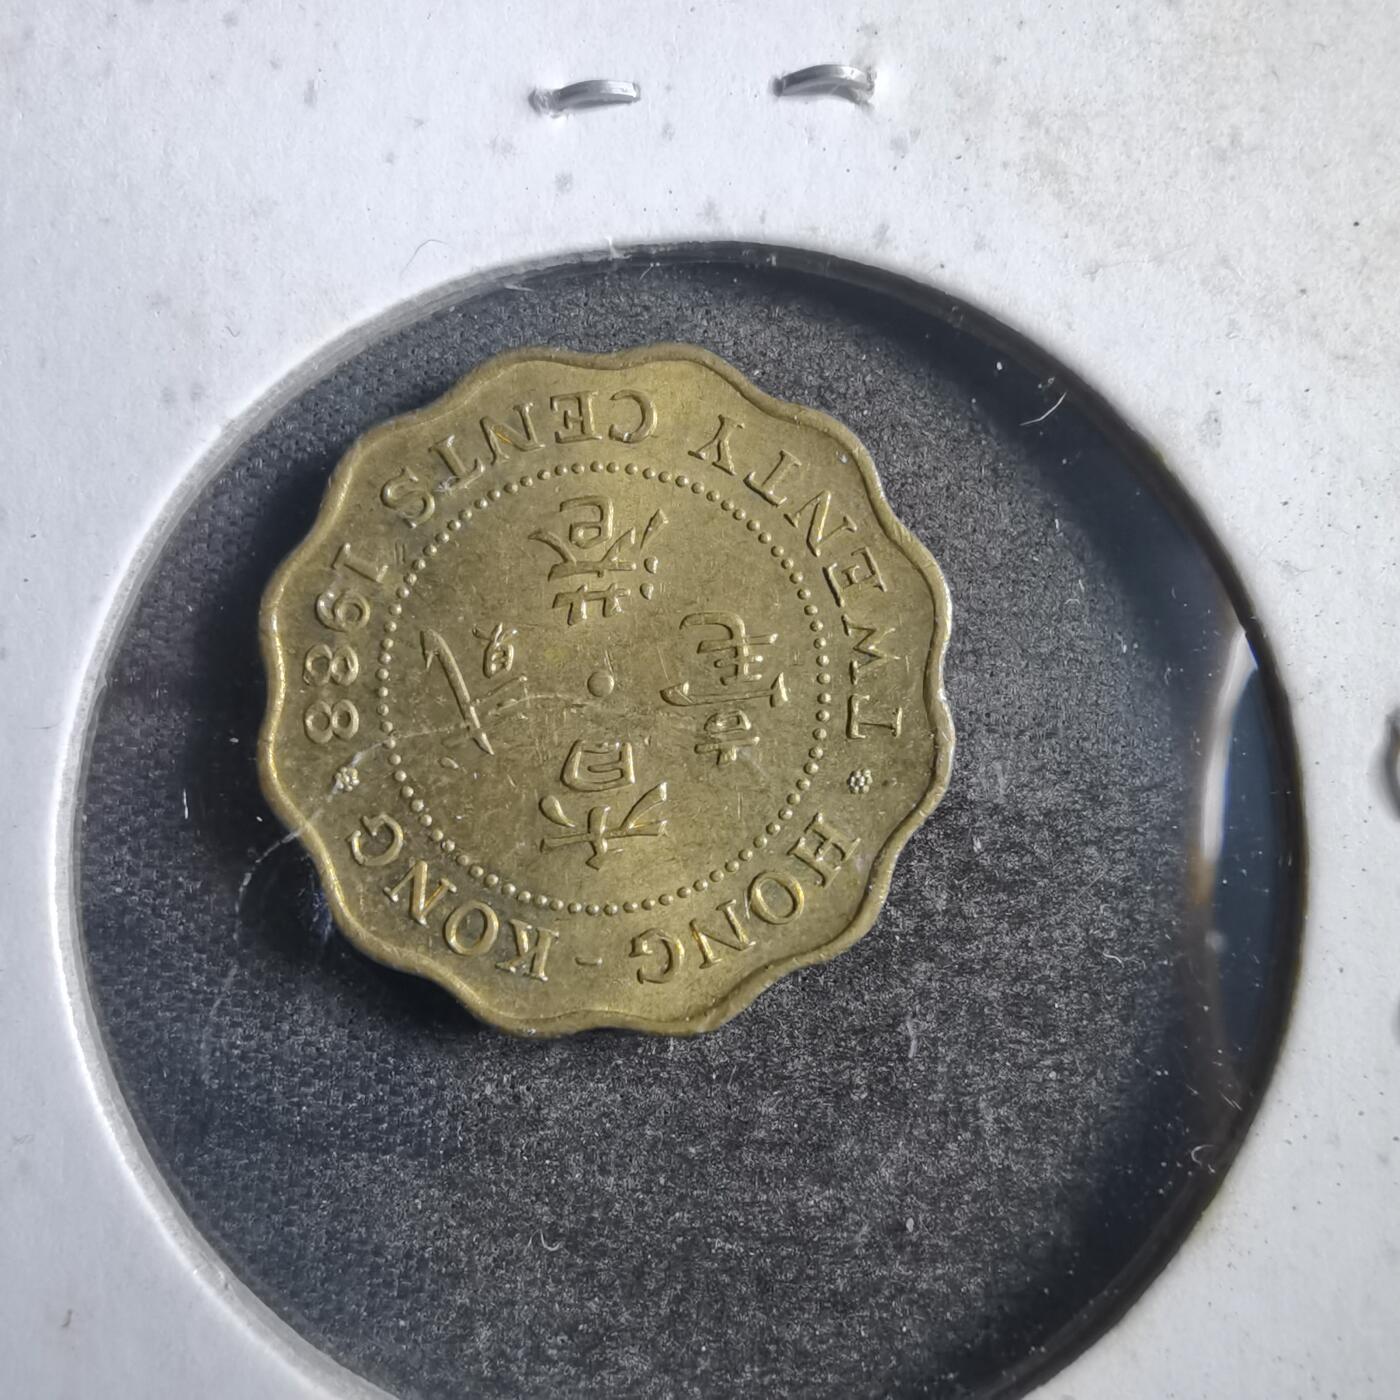 HONG - KONG
香港
貳毫
TWENTY CENTS 1988